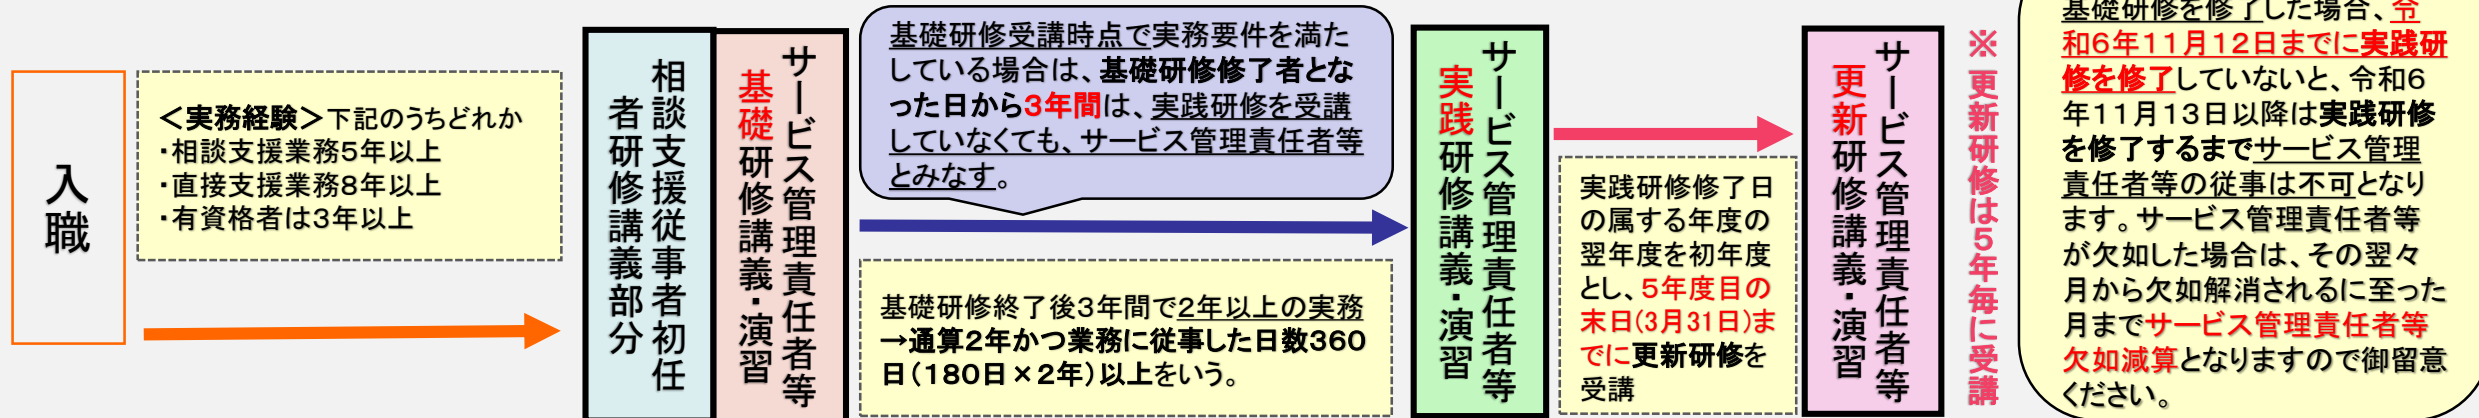 入職
<実務経験>下記のうちどれか
・相談支援業務5年以上
・直接支援業務8年以上
・有資格者は3年以上
相談支援従事者初任
者研修講義部分
サービス管理責任者等
基礎研修講義・演習
基礎研修受講時点で実務要件を満た
している場合は、基礎研修修了者とな
った日から3年間は、実践研修を受講
していなくても、サービス管理責任者等
とみなす。
基礎研修終了後3年間で2年以上の実務
→通算2年かつ業務に従事した日数360
日(180日×2年)以上をいう。
サービス管理責任者等
実践研修講義・演習
実践研修修了日
の属する年度の
翌年度を初年度
とし、5年度目の
末日(3月31日)ま
でに更新研修を
受講
サービス管理責任者等
更新研修講義・演習
※更新研修は5年毎に受講
基礎研修を修了した場合、令
和6年11月12日までに実践研
修を修了していないと、令和6
年11月13日以降は実践研修
を修了するまでサービス管理
責任者等の従事は不可となり
ます。サービス管理責任者等
が欠如した場合は、その翌々
月から欠如解消されるに至った
月までサービス管理責任者等
欠如減算となりますので御留意
ください。